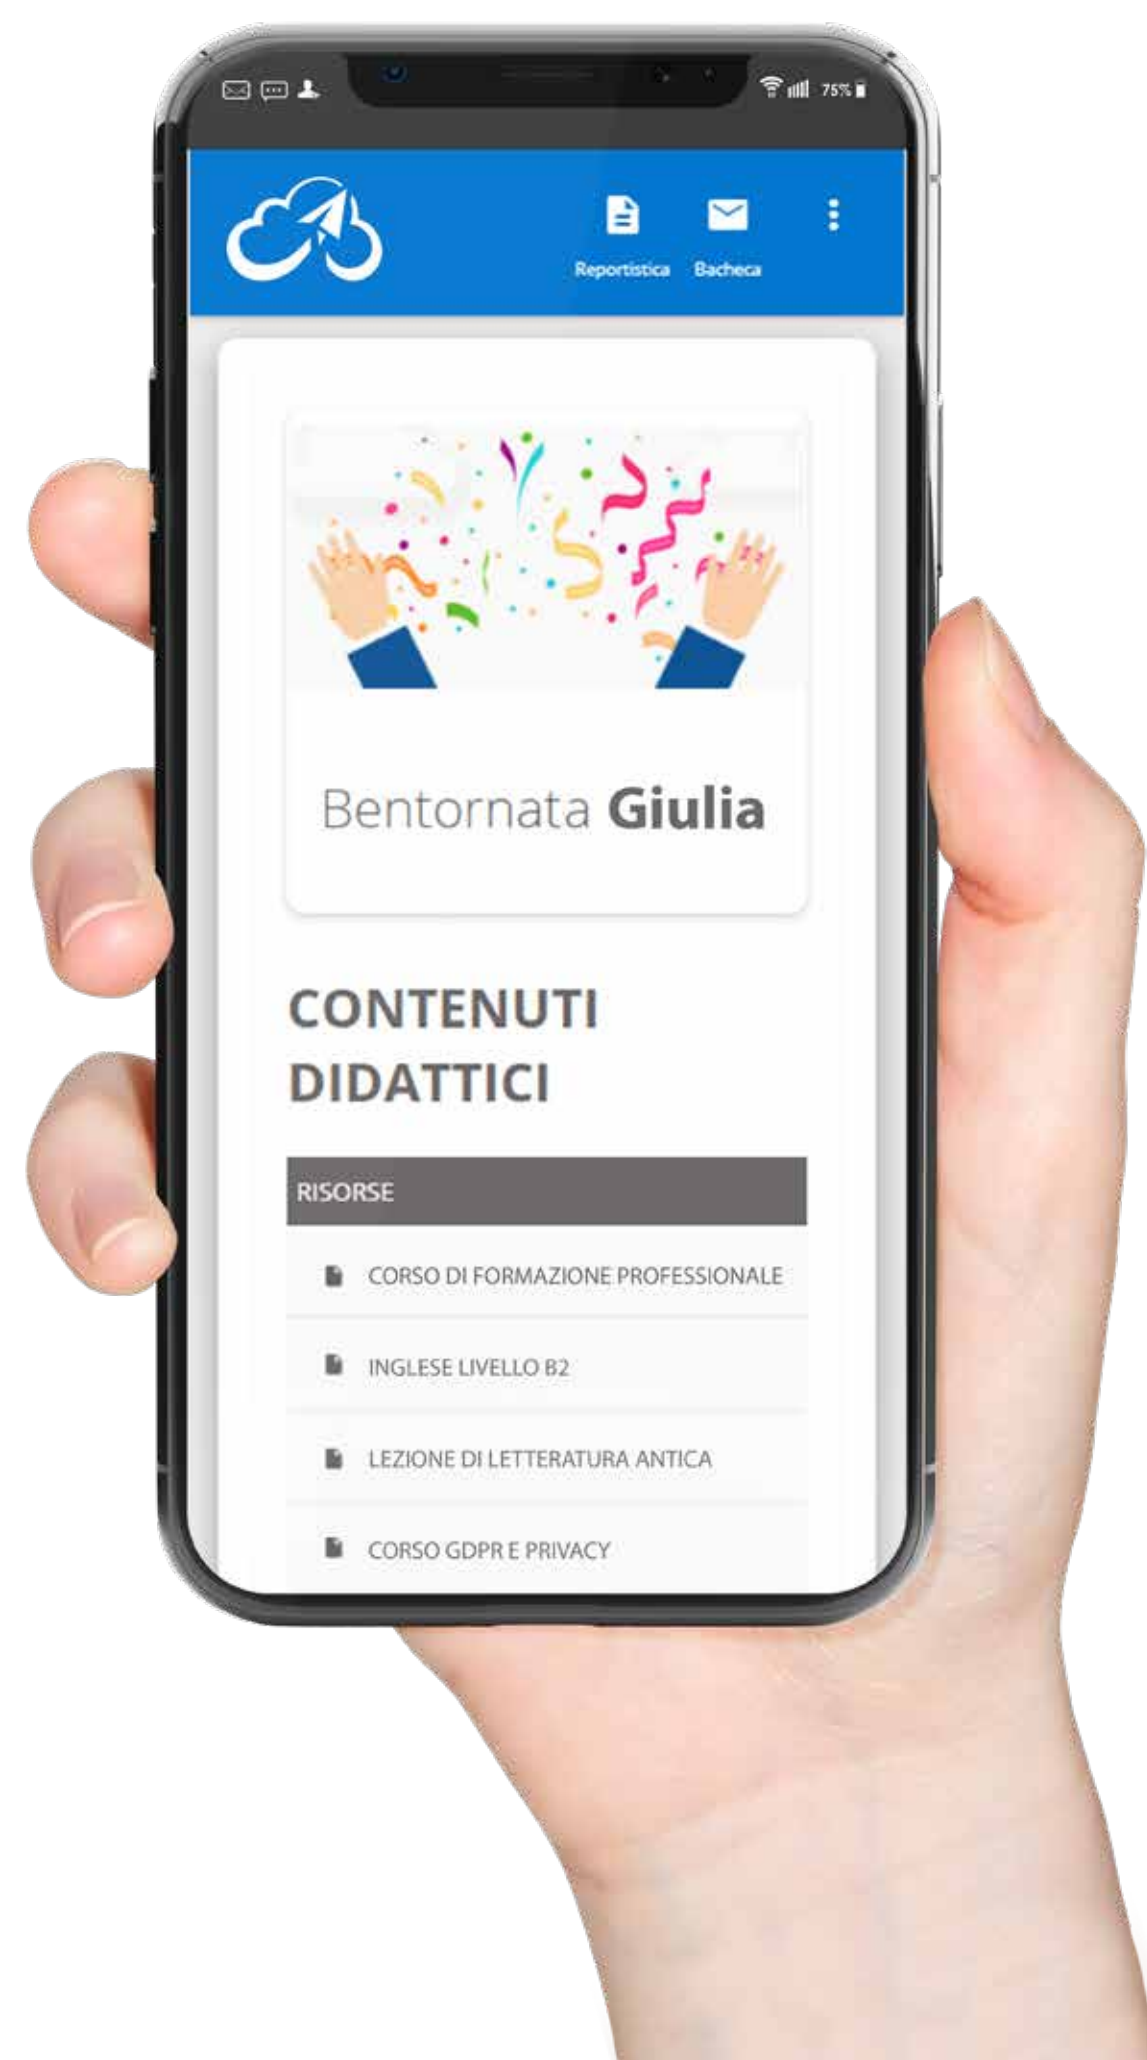 75%
Reportistica Bacheca
Bentornata Giulia
CONTENUTI
DIDATTICI
RISORSE
CORSO DI FORMAZIONE PROFESSIONALE
INGLESE LIVELLO B2
LEZIONE DI LETTERATURA ANTICA
CORSO GDPR E PRIVACY